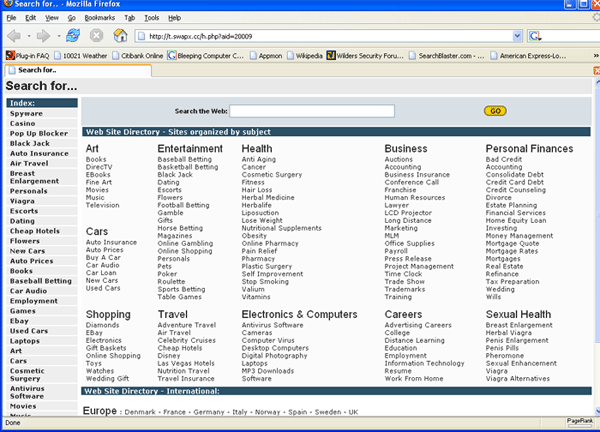 Search for.. - Mozilla Firefox
File Edit View Go Bookmarks Tab Tools Help
http://t.swapx.cc/h.php?aid=20009
Plug-in FAQ 10021 Weather Citibank Online Bleeping Computer C... Appmon Wikipedia Wilders Security Forum... SearchBlaster.com - ... American Express-Lo...
Search for..
Search for...
Index:
Spyware
Casino
Pop Up Blocker
Black Jack
Auto Insurance
Air Travel
Breast
Enlargement
Personals
Viagra
Escorts
Dating
Cheap Hotels
Flowers
New Cars
Auto Prices
Books
Baseball Betting
Car Audio
Employment
Games
Ebay
Used Cars
Laptops
Art
Cars
Cosmetic
Surgery
Antivirus
Software
Movies
Music
Search the Web:
GO
Web Site Directory - Sites organized by subject
Art
Books
DirecTV
EBooks
Fine Art
Movies
Music
Television
Cars
Auto Insurance
Auto Prices
Buy A Car
Car Audio
Car Loan
New Cars
Used Cars
Entertainment
Baseball Betting
Basketball Betting
Black Jack
Dating
Escorts
Flowers
Football Betting
Gamble
Gifts
Horse Betting
Magazines
Online Gambling
Online Shopping
Personals
Pets
Poker
Roulette
Sports Betting
Table Games
Health
Anti Aging
Cancer
Cosmetic Surgery
Fitness
Hair Loss
Herbal Medicine
Herbalife
Liposuction
Lose Weight
Nutritional Supplements
Obesity
Online Pharmacy
Pain Relief
Pharmacy
Plastic Surgery
Self Improvement
Stop Smoking
Valium
Vitamins
Business
Auctions
Accounting
Business Insurance
Conference Call
Franchise
Human Resources
Lawyer
LCD Projector
Long Distance
Marketing
MLM
Office Supplies
Payroll
Press Release
Project Management
Time Clock
Trade Show
Trademarks
Training
Personal Finances
Bad Credit
Accounting
Consolidate Debt
Credit Card Debt
Credit Counseling
Divorce
Estate Planning
Financial Services
Home Equity Loan
Investing
Money Management
Mortgage Quote
Mortgage Rates
Mortgages
Real Estate
Refinance
Tax Preparation
Wedding
Wills
Shopping
Diamonds
EBay
Electronics
Gift Baskets
Online Shopping
Toys
Watches
Wedding Gift
Travel
Adventure Travel
Air Travel
Celebrity Cruises
Cheap Hotels
Disney
Las Vegas Hotels
Nutrition Travel
Travel Insurance
Electronics & Computers
Antivirus Software
Cameras
Computer Virus
Desktop Computers
Digital Photography
Laptops
MP3 Downloads
Software
Careers
Advertising Careers
College
Distance Learning
Education
Employment
Information Technology
Resume
Work From Home
Sexual Health
Breast Enlargement
Herbal Viagra
Penis Enlargement
Penis Pills
Pheromone
Sexual Enhancement
Viagra
Viagra Alternatives
Web Site Directory - International:
Europe : Denmark - France - Germany - Italy - Norway - Spain - Sweden - UK
Done
PageRank